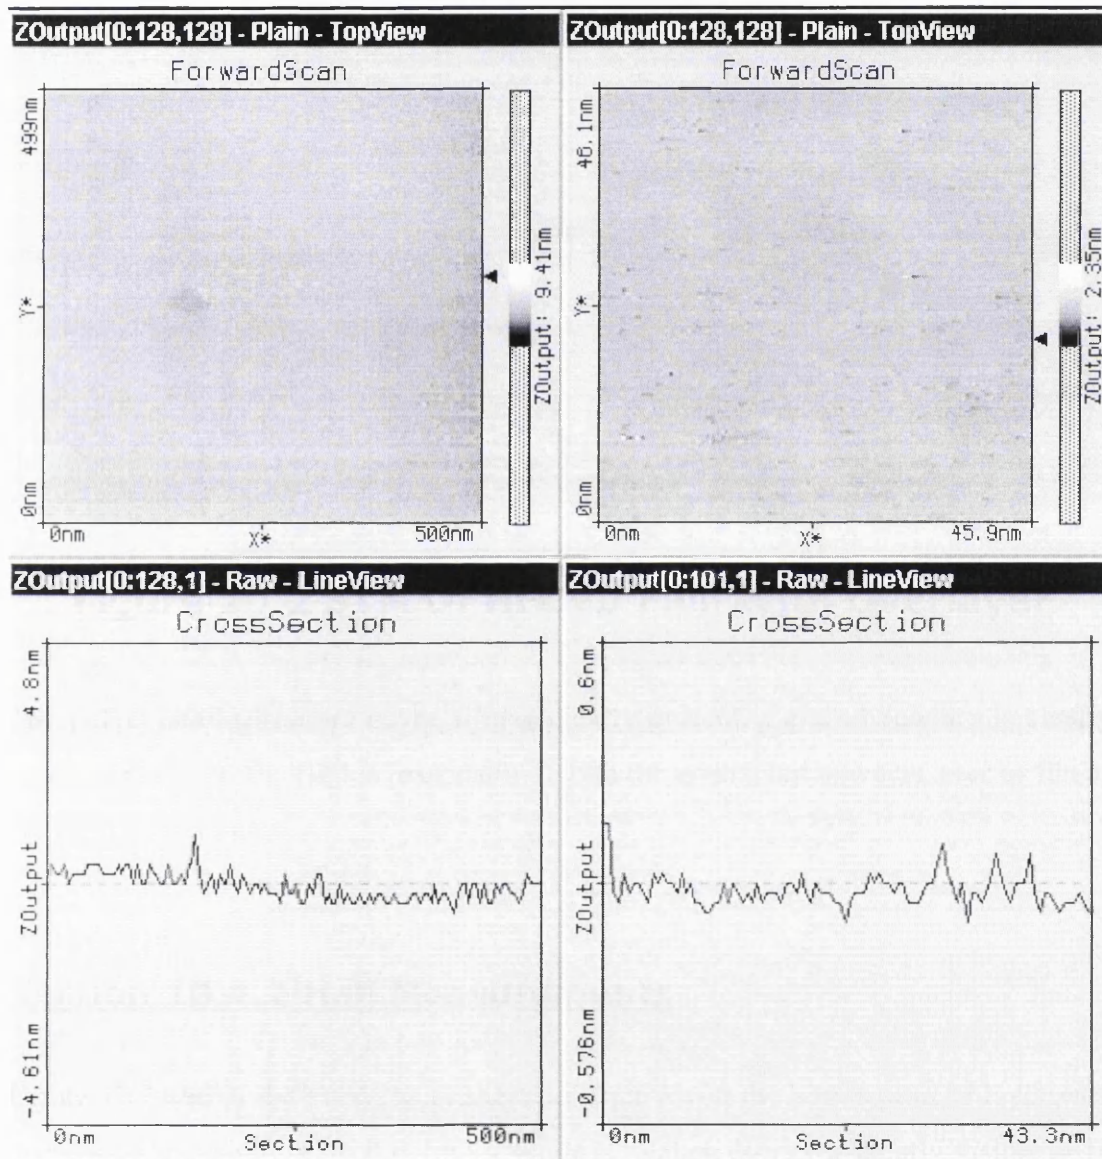 ZOutput[0:128,128] - Plain - TopView
ForwardScan
499nm
Y*
0nm
0nm
X*
500nm
ZOutput: 9.41nm
ZOutput[0:128,128] - Plain - TopView
ForwardScan
46.1nm
Y*
0nm
0nm
X*
45.9nm
ZOutput: 2.35nm
ZOutput[0:128,1] - Raw - LineView
CrossSection
4.8nm
ZOutput
-4.61nm
0nm
Section
500nm
ZOutput[0:101,1] - Raw - LineView
CrossSection
0.6nm
ZOutput
-0.576nm
0nm
Section
43.3nm